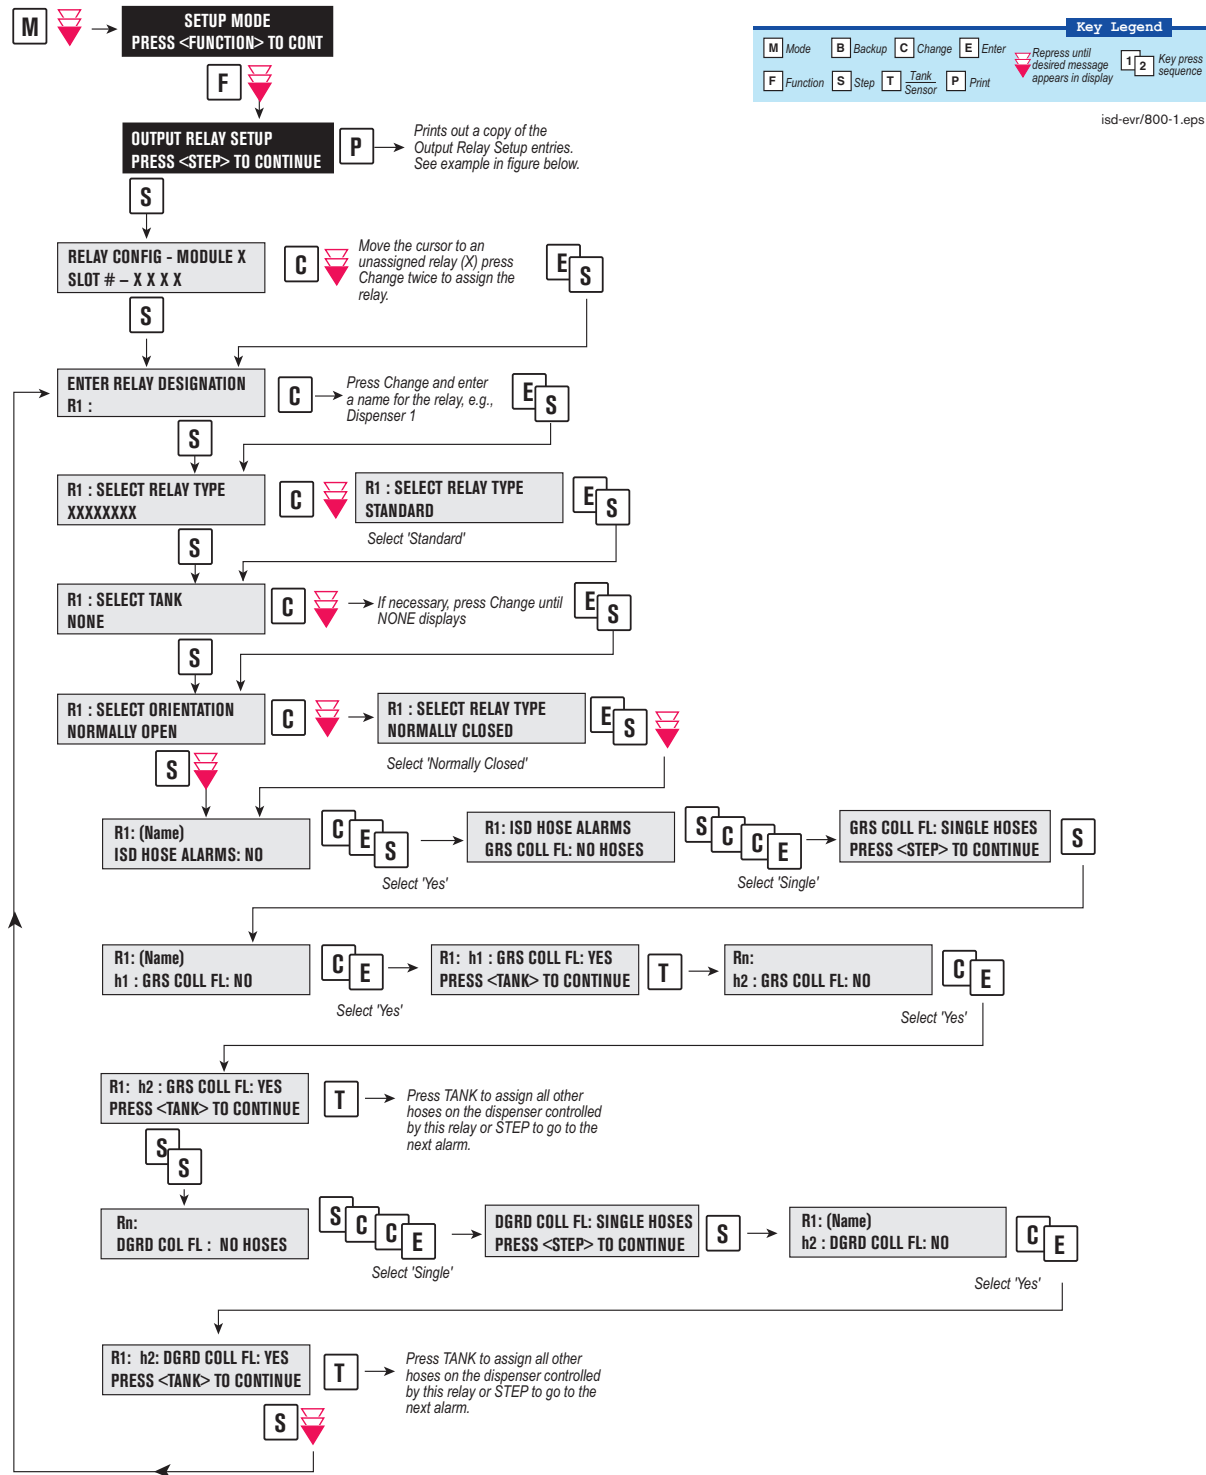 M
SETUP MODE
PRESS <FUNCTION> TO CONT
Key Legend
M Mode B Backup C Change E Enter
Repress until
desired message
appears in display
1 2
Key press
sequence
F Function S Step T Tank
Sensor P Print
isd-evr/800-1.eps
F
OUTPUT RELAY SETUP
PRESS <STEP> TO CONTINUE
P
Prints out a copy of the
Output Relay Setup entries.
See example in figure below.
S
RELAY CONFIG - MODULE X
SLOT # – X X X X
C
Move the cursor to an
unassigned relay (X) press
Change twice to assign the
relay.
E S
S
ENTER RELAY DESIGNATION
R1 :
C
Press Change and enter
a name for the relay, e.g.,
Dispenser 1
E S
S
R1 : SELECT RELAY TYPE
XXXXXXXX
C
R1 : SELECT RELAY TYPE
STANDARD
E S
Select 'Standard'
S
R1 : SELECT TANK
NONE
C
If necessary, press Change until
NONE displays
E S
S
R1 : SELECT ORIENTATION
NORMALLY OPEN
C
R1 : SELECT RELAY TYPE
NORMALLY CLOSED
E S
Select 'Normally Closed'
S
R1: (Name)
ISD HOSE ALARMS: NO
C E S
Select 'Yes'
R1: ISD HOSE ALARMS
GRS COLL FL: NO HOSES
S C C E
Select 'Single'
GRS COLL FL: SINGLE HOSES
PRESS <STEP> TO CONTINUE
S
R1: (Name)
h1 : GRS COLL FL: NO
C E
Select 'Yes'
R1: h1 : GRS COLL FL: YES
PRESS <TANK> TO CONTINUE
T
Rn:
h2 : GRS COLL FL: NO
C E
Select 'Yes'
R1: h2 : GRS COLL FL: YES
PRESS <TANK> TO CONTINUE
T
Press TANK to assign all other
hoses on the dispenser controlled
by this relay or STEP to go to the
next alarm.
S S
Rn:
DGRD COL FL : NO HOSES
S C C E
Select 'Single'
DGRD COLL FL: SINGLE HOSES
PRESS <STEP> TO CONTINUE
S
R1: (Name)
h2 : DGRD COLL FL: NO
C E
Select 'Yes'
R1: h2: DGRD COLL FL: YES
PRESS <TANK> TO CONTINUE
T
Press TANK to assign all other
hoses on the dispenser controlled
by this relay or STEP to go to the
next alarm.
S